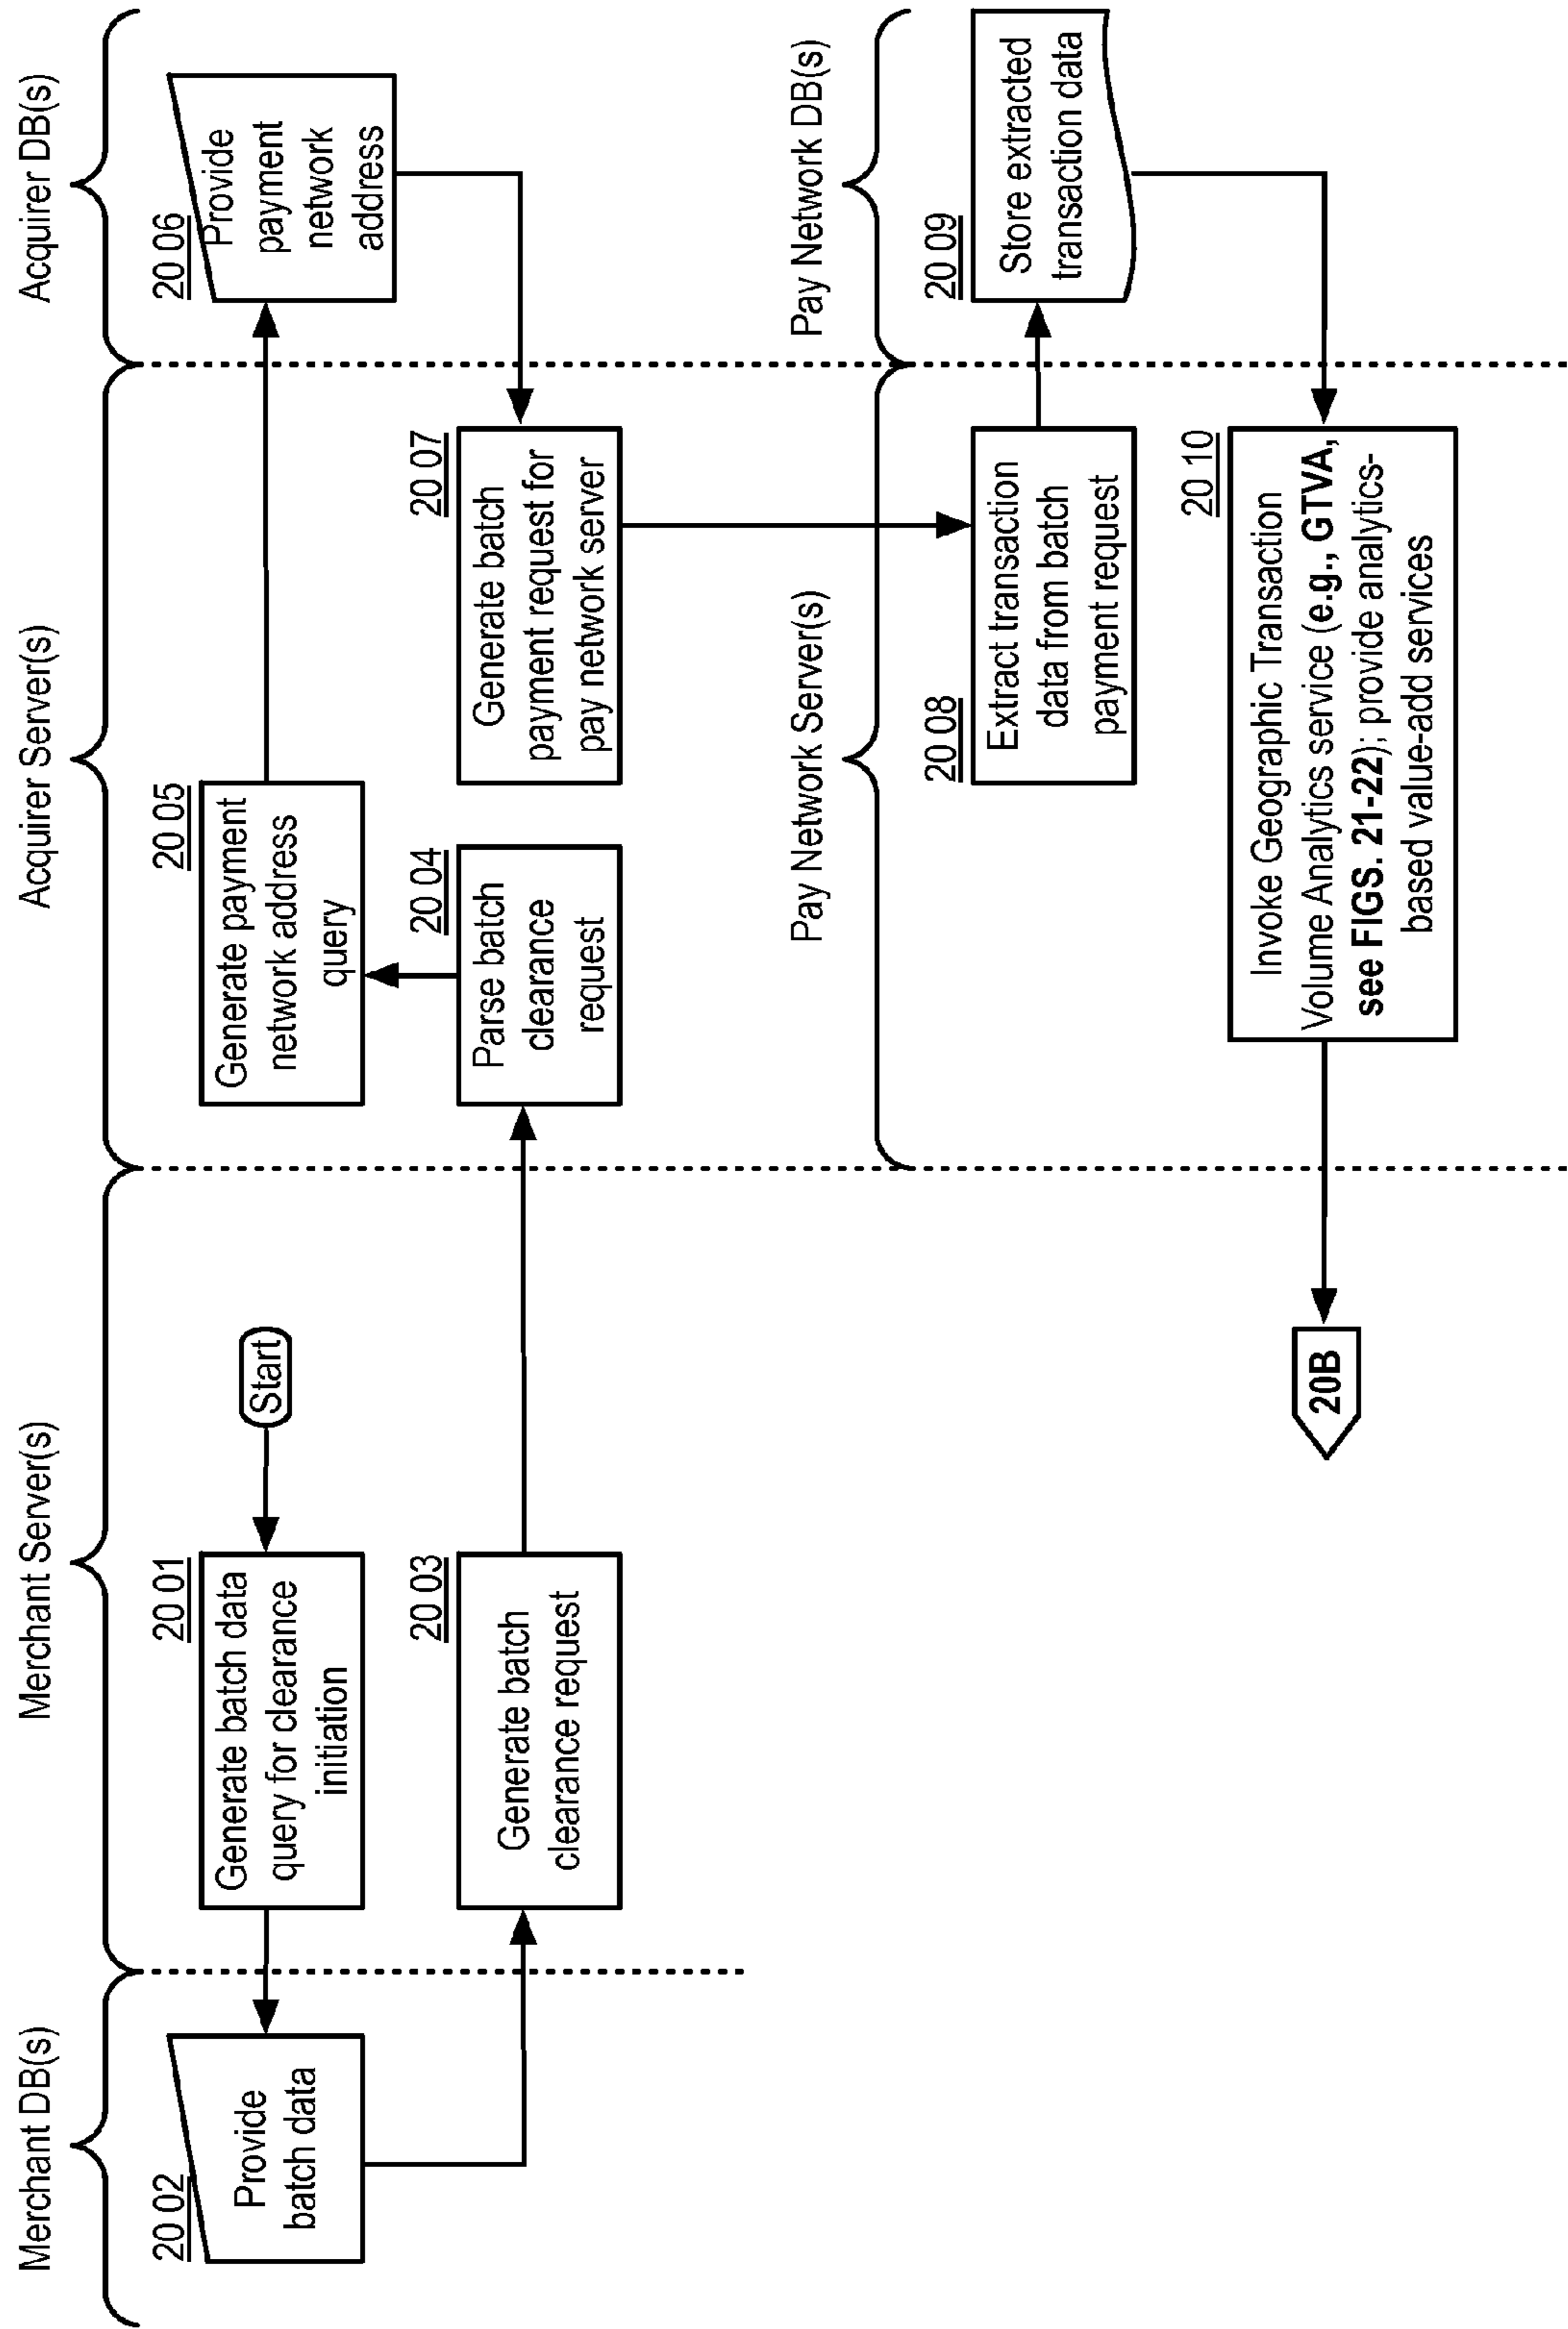 Merchant DB(s)
Merchant Server(s)
Acquirer Server(s)
Acquirer DB(s)
Start
20 01
Generate batch data
query for clearance
initiation
20 02
Provide
batch data
20 03
Generate batch
clearance request
20 04
Parse batch
clearance
request
20 05
Generate payment
network address
query
20 06
Provide
payment
network
address
20 07
Generate batch
payment request for
pay network server
Pay Network Server(s)
Pay Network DB(s)
20 08
Extract transaction
data from batch
payment request
20 09
Store extracted
transaction data
20 10
Invoke Geographic Transaction
Volume Analytics service (e.g., GTVA,
see FIGS. 21-22); provide analytics-
based value-add services
20B